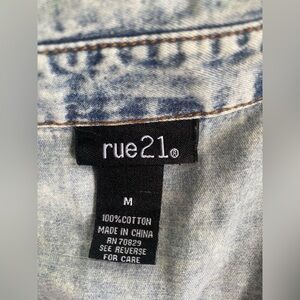 rue21®
M
100%COTTON
MADE IN CHINA
RN 70829
SEE REVERSE
FOR CARE